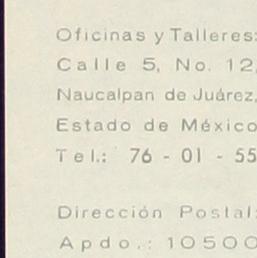 Oficinas y Talleres:
Calle 5, No. 12,
Naucalpan de Juárez,
Estado de México
Tel.: 76 - 01 - 55
Dirección Postal:
Apdo.: 10500